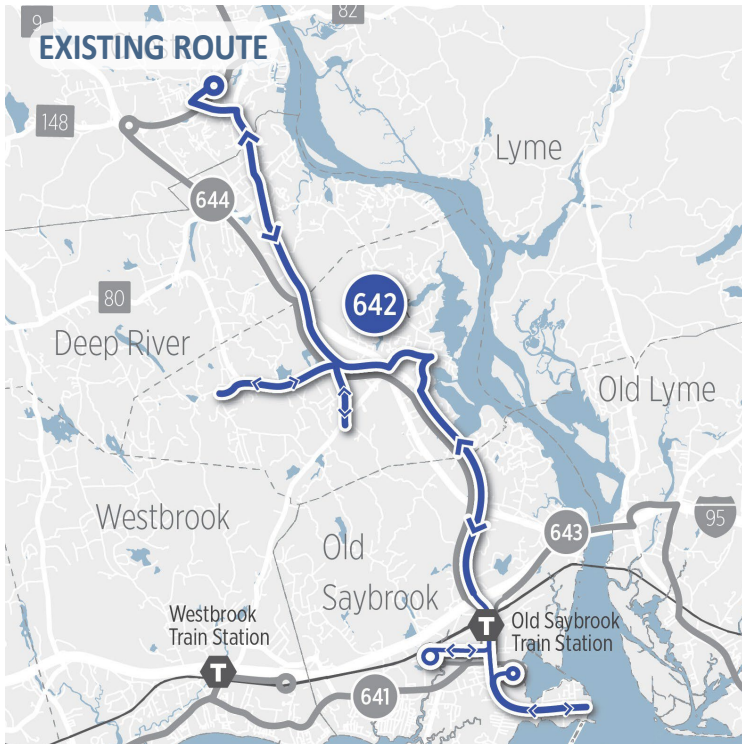 9
82
EXISTING ROUTE
148
Lyme
644
642
80
Deep River
Old Lyme
Westbrook
Old
Saybrook
643
95
Westbrook
Train Station
T
Old Saybrook
Train Station
T
641